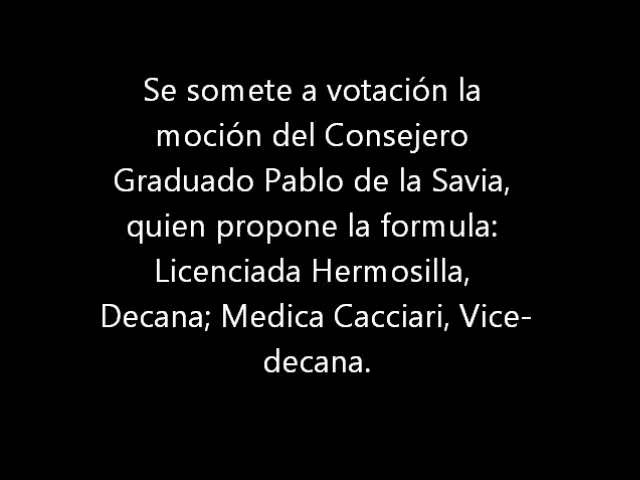 Se somete a votación la
moción del Consejero
Graduado Pablo de la Savia,
quien propone la formula:
Licenciada Hermosilla,
Decana; Medica Cacciari, Vice-
decana.